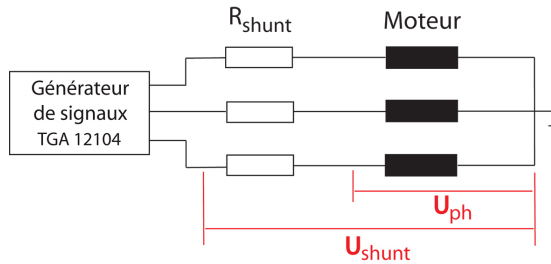 R_shunt
Moteur
Générateur
de signaux
TGA 12104
U_ph
U_shunt